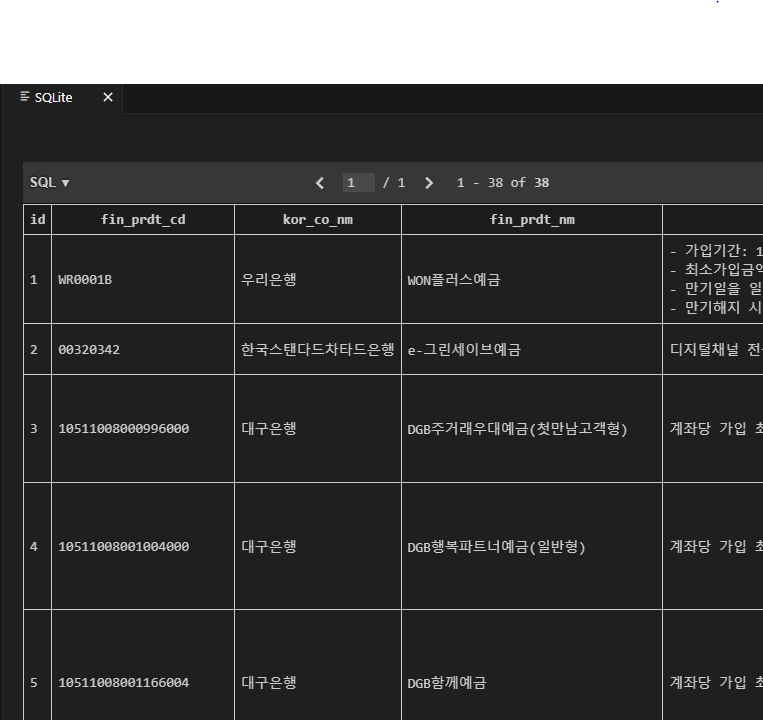 SQLite
SQL ▼ 1 / 1 1 - 38 of 38
id fin_prdt_cd kor_co_nm fin_prdt_nm
1 WR0001B 우리은행 WON플러스예금
- 가입기간: 1
- 최소가입금액
- 만기일을 일
- 만기해지 시
2 00320342 한국스탠다드차타드은행 e-그린세이브예금 디지털채널
3 10511008000996000 대구은행 DGB주거래우대예금(첫만남고객형) 계좌당 가입 최
4 10511008001004000 대구은행 DGB행복파트너예금(일반형) 계좌당 가입 최
5 10511008001166004 대구은행 DGB함께예금 계좌당 가입 최